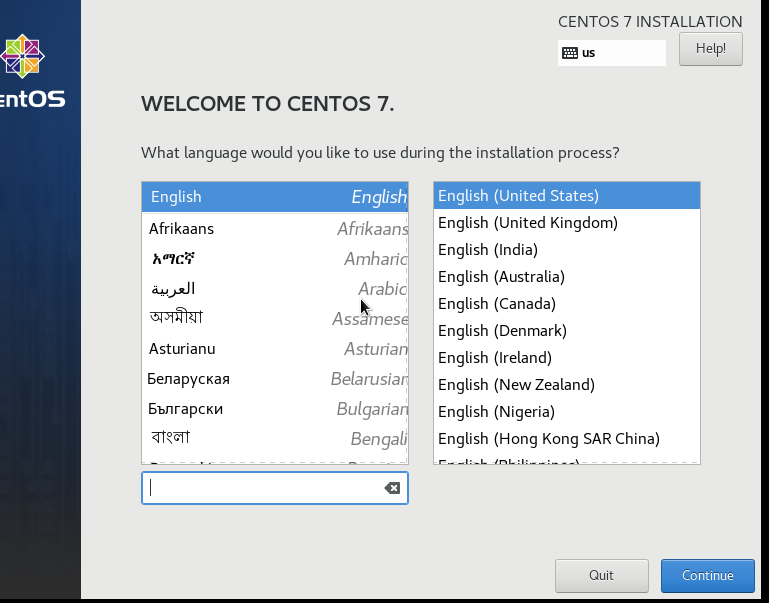 CENTOS 7 INSTALLATION
us
Help!
entOS
WELCOME TO CENTOS 7.
What language would you like to use during the installation process?
English English
Afrikaans Afrikaans
አማርኛ Amharic
العربية Arabic
অসমীয়া Assamese
Asturianu Asturian
Беларуская Belarusian
Български Bulgarian
বাংলা Bengali
English (United States)
English (United Kingdom)
English (India)
English (Australia)
English (Canada)
English (Denmark)
English (Ireland)
English (New Zealand)
English (Nigeria)
English (Hong Kong SAR China)
English (Philippines)
Quit
Continue